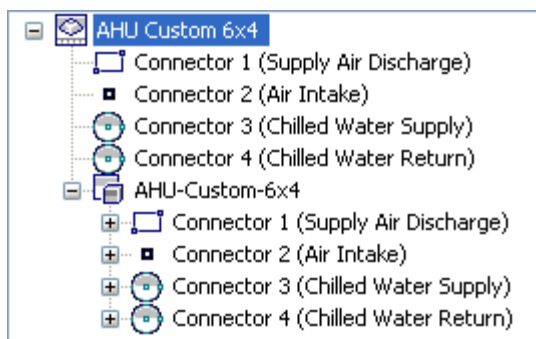 AHU Custom 6x4
Connector 1 (Supply Air Discharge)
Connector 2 (Air Intake)
Connector 3 (Chilled Water Supply)
Connector 4 (Chilled Water Return)
AHU-Custom-6x4
Connector 1 (Supply Air Discharge)
Connector 2 (Air Intake)
Connector 3 (Chilled Water Supply)
Connector 4 (Chilled Water Return)